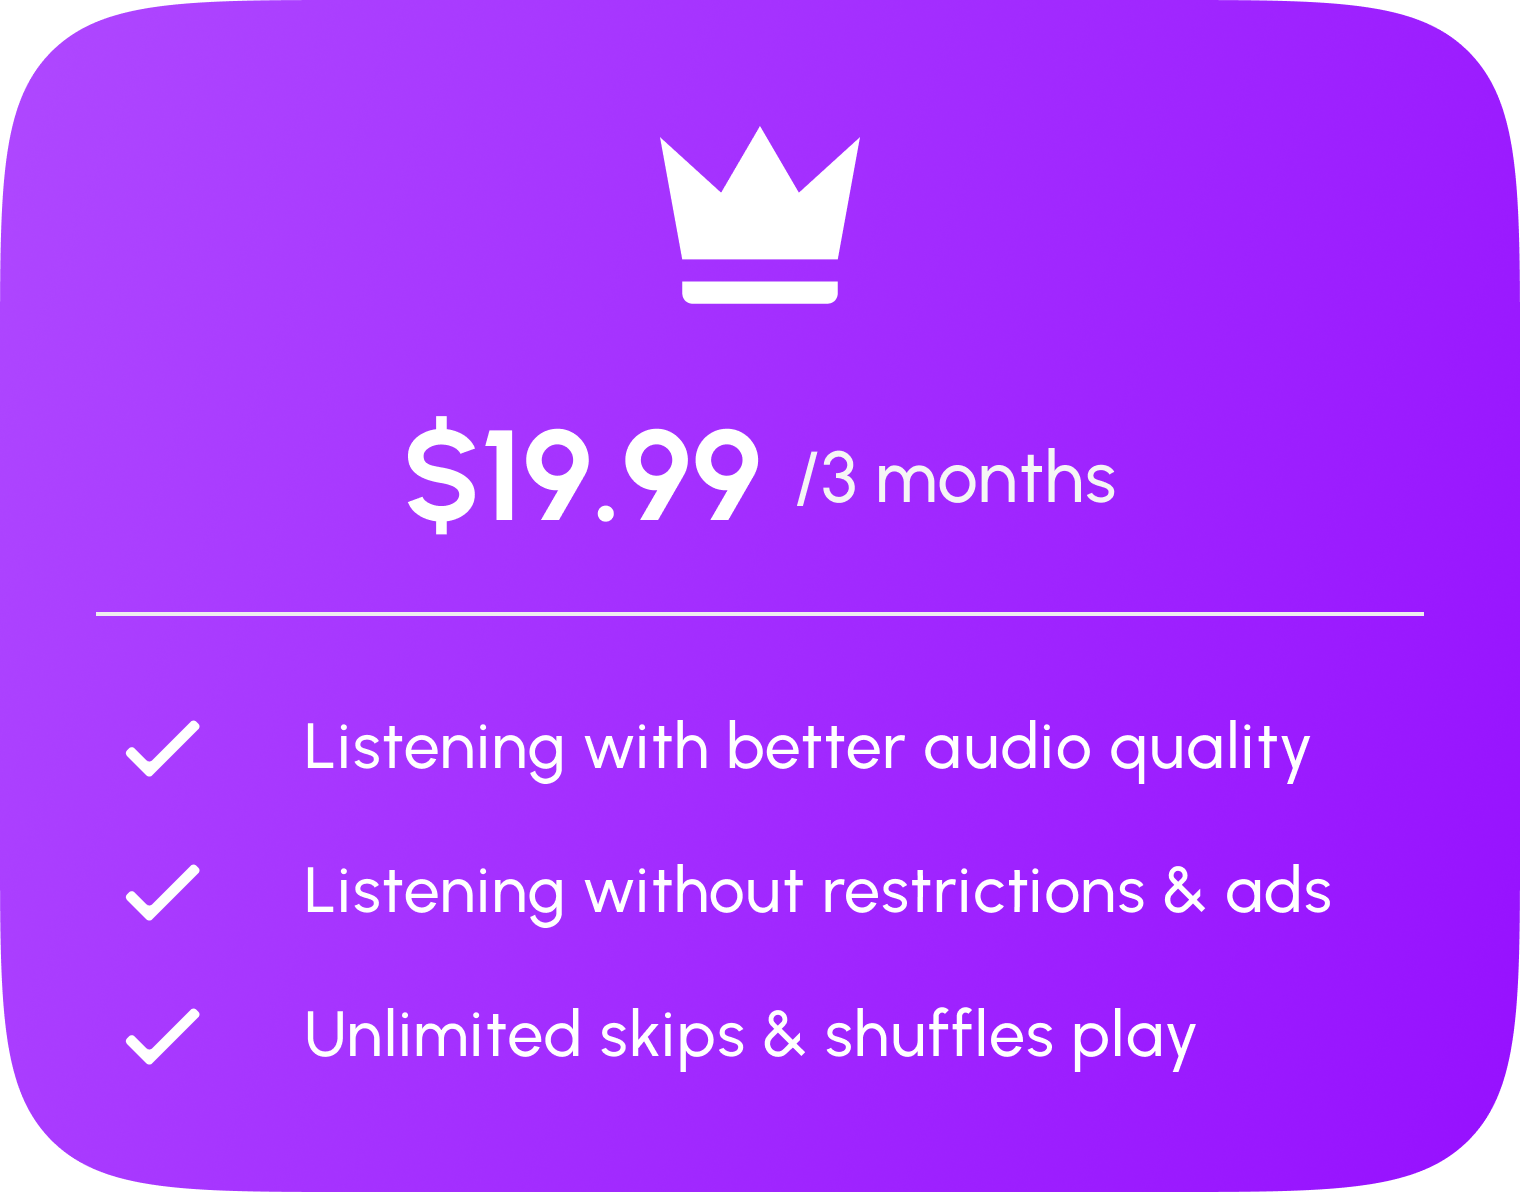 $19.99 /3 months
Listening with better audio quality
Listening without restrictions & ads
Unlimited skips & shuffles play